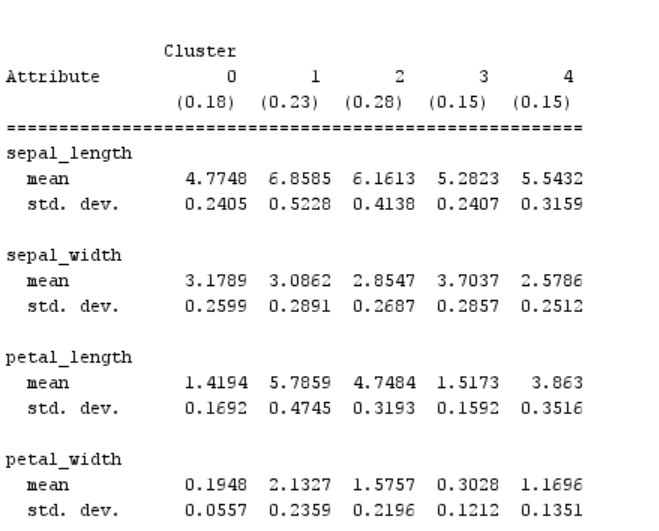 Cluster
Attribute 0 1 2 3 4
(0.18) (0.23) (0.28) (0.15) (0.15)
=======================================================
sepal_length
mean 4.7748 6.8585 6.1613 5.2823 5.5432
std. dev. 0.2405 0.5228 0.4138 0.2407 0.3159
sepal_width
mean 3.1789 3.0862 2.8547 3.7037 2.5786
std. dev. 0.2599 0.2891 0.2687 0.2857 0.2512
petal_length
mean 1.4194 5.7859 4.7484 1.5173 3.863
std. dev. 0.1692 0.4745 0.3193 0.1592 0.3516
petal_width
mean 0.1948 2.1327 1.5757 0.3028 1.1696
std. dev. 0.0557 0.2359 0.2196 0.1212 0.1351